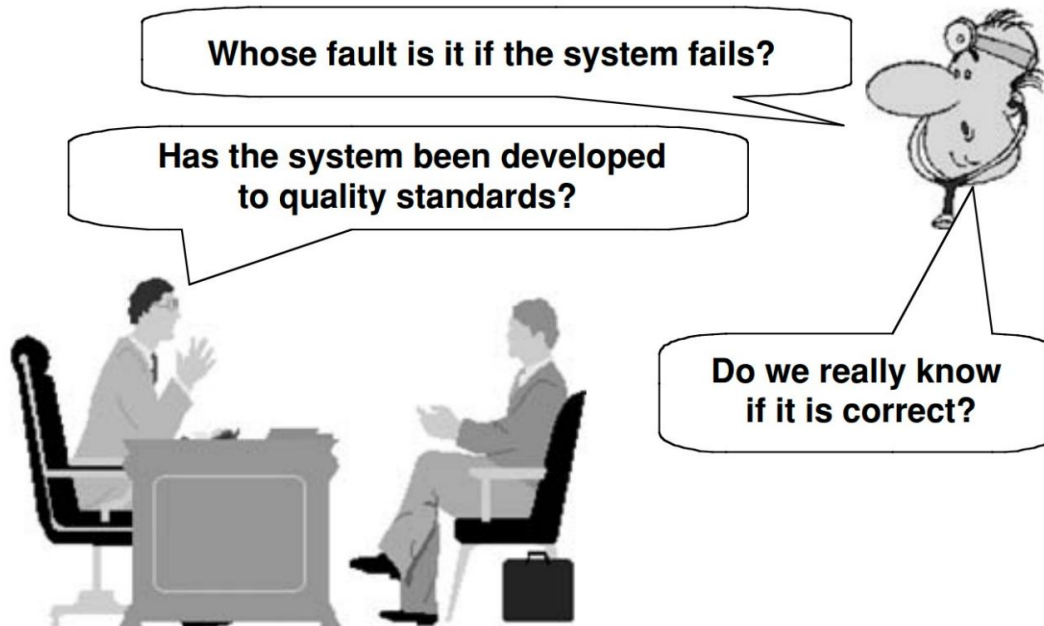 Whose fault is it if the system fails?
Has the system been developed
to quality standards?
Do we really know
if it is correct?